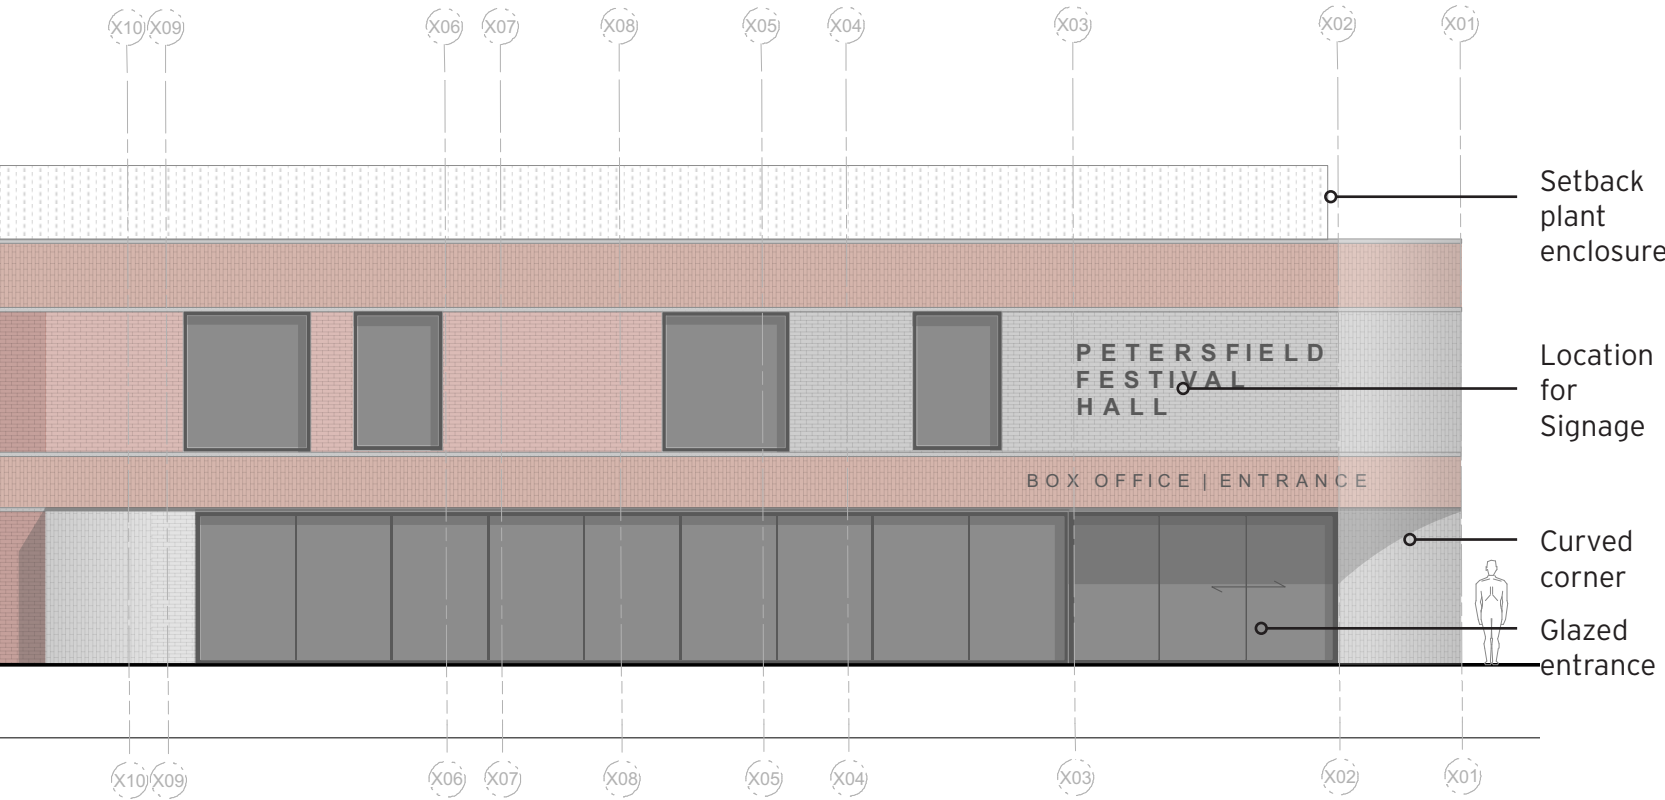 X10 X09 X06 X07 X08 X05 X04 X03 X02 X01
Setback
plant
enclosure
PETERSFIELD
FESTIVAL
HALL
Location
for
Signage
BOX OFFICE | ENTRANCE
Curved
corner
Glazed
entrance
X10 X09 X06 X07 X08 X05 X04 X03 X02 X01